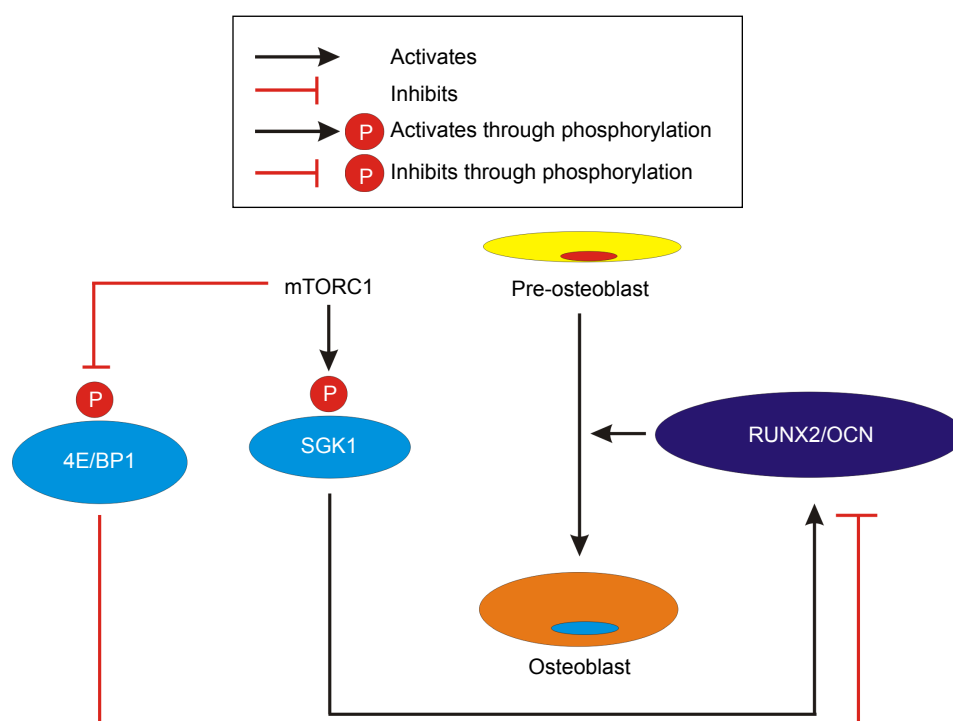 Activates
Inhibits
P Activates through phosphorylation
P Inhibits through phosphorylation
mTORC1
Pre-osteoblast
P
P
4E/BP1
SGK1
RUNX2/OCN
Osteoblast